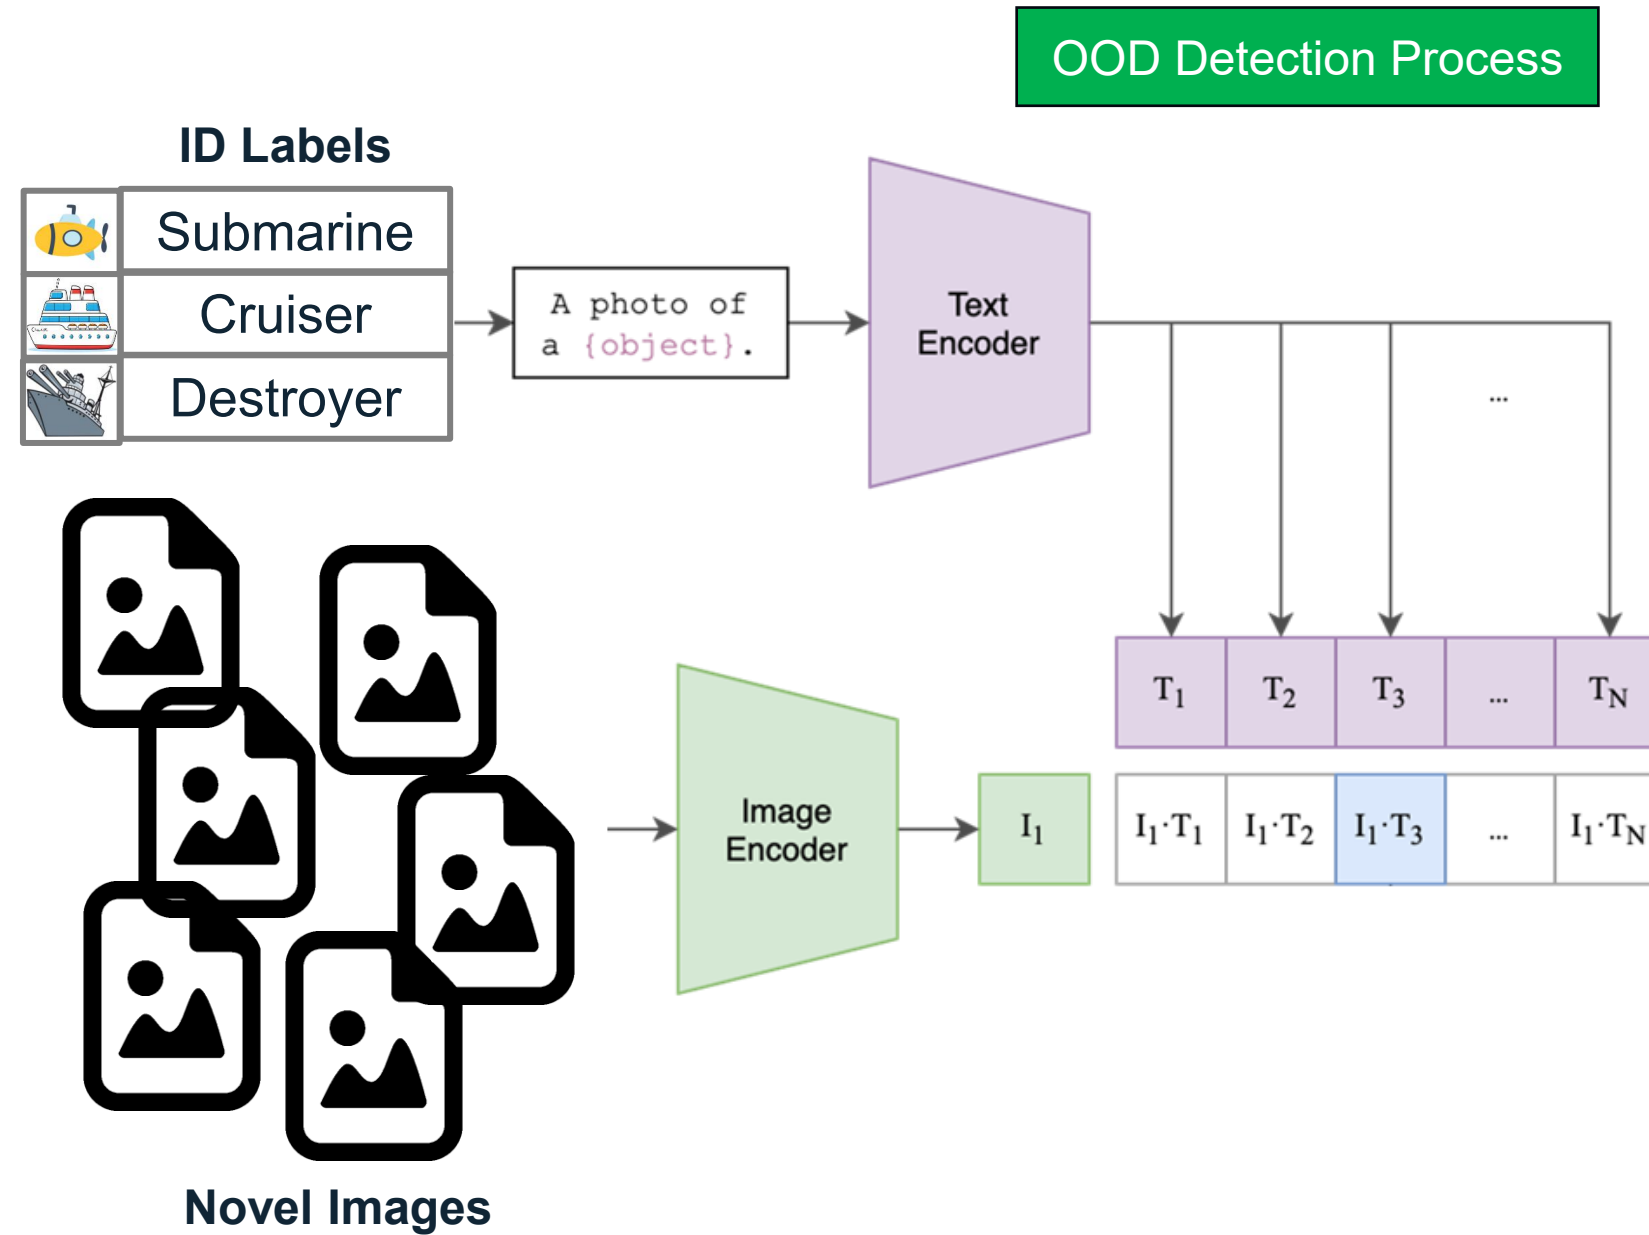 OOD Detection Process
ID Labels
Submarine
Cruiser
Destroyer
A photo of
a {object}.
Text
Encoder
...
T1 T2 T3 ... TN
Image
Encoder
I1
I1·T1 I1·T2 I1·T3 ... I1·TN
Novel Images